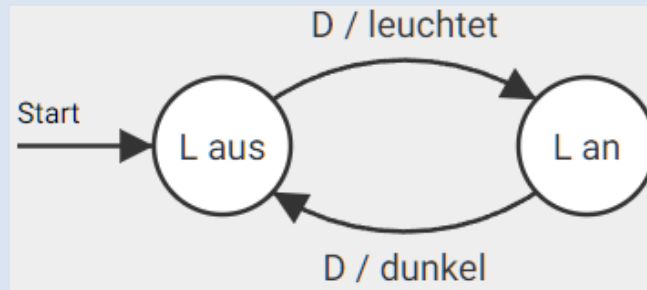 D / leuchtet
Start
L aus
L an
D / dunkel